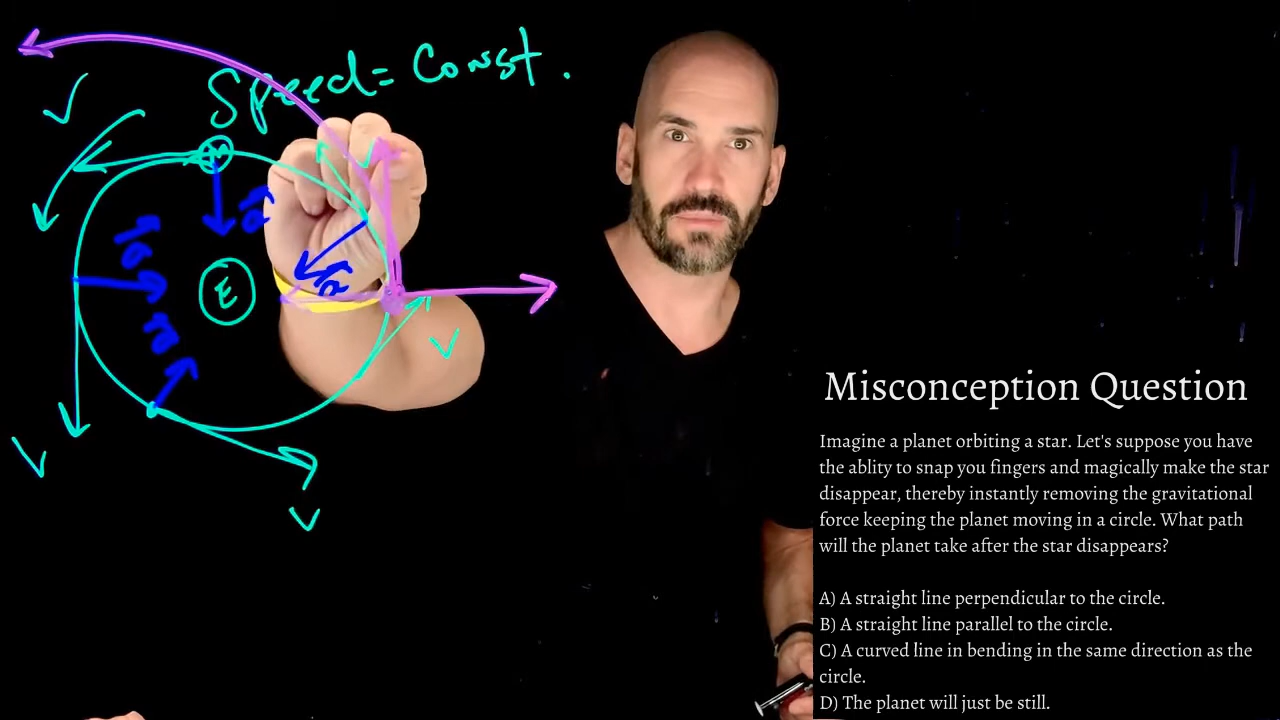 Speed = Const.
V
V
a
a
a
a
E
V
V
V
m
Misconception Question
Imagine a planet orbiting a star. Let's suppose you have
the ablity to snap you fingers and magically make the star
disappear, thereby instantly removing the gravitational
force keeping the planet moving in a circle. What path
will the planet take after the star disappears?
A) A straight line perpendicular to the circle.
B) A straight line parallel to the circle.
C) A curved line in bending in the same direction as the
circle.
D) The planet will just be still.